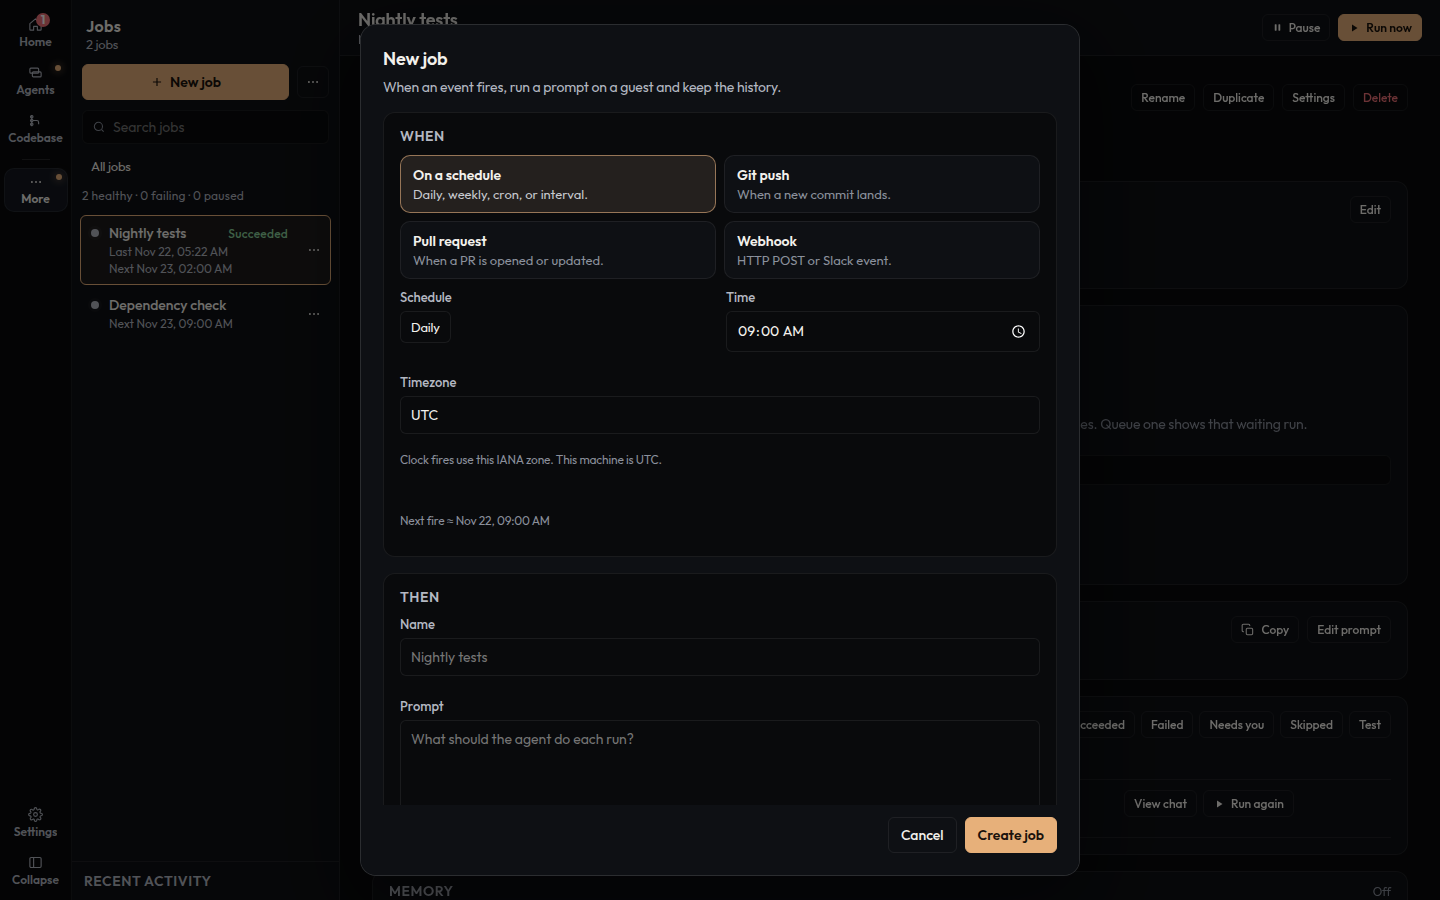 1
Home
Agents
Codebase
More
Settings
Collapse
Jobs
2 jobs
+ New job
Search jobs
All jobs
2 healthy · 0 failing · 0 paused
Nightly tests
Succeeded
Last Nov 22, 05:22 AM
Next Nov 23, 02:00 AM
Dependency check
Next Nov 23, 09:00 AM
RECENT ACTIVITY
Nightly tests
Pause
Run now
Rename
Duplicate
Settings
Delete
Edit
es. Queue one shows that waiting run.
Copy
Edit prompt
cceeded
Failed
Needs you
Skipped
Test
View chat
Run again
MEMORY
Off
New job
When an event fires, run a prompt on a guest and keep the history.
WHEN
On a schedule
Daily, weekly, cron, or interval.
Git push
When a new commit lands.
Pull request
When a PR is opened or updated.
Webhook
HTTP POST or Slack event.
Schedule
Time
Daily
09:00 AM
Timezone
UTC
Clock fires use this IANA zone. This machine is UTC.
Next fire ≈ Nov 22, 09:00 AM
THEN
Name
Nightly tests
Prompt
What should the agent do each run?
Cancel
Create job